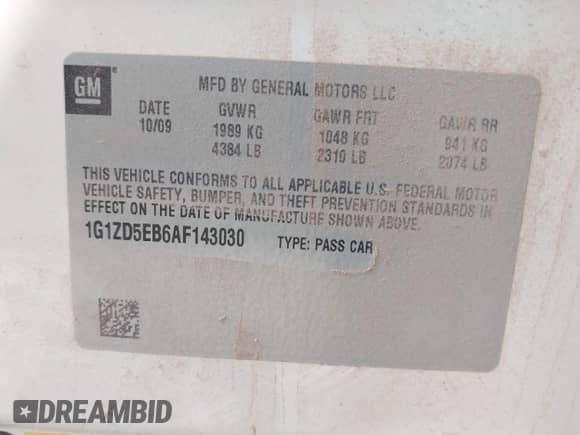 GM
MFD BY GENERAL MOTORS LLC
DATE GVWR GAWR FRT GAWR RR
10/09 1989 KG 1048 KG 941 KG
4384 LB 2310 LB 2074 LB
THIS VEHICLE CONFORMS TO ALL APPLICABLE U.S. FEDERAL MOTOR
VEHICLE SAFETY, BUMPER, AND THEFT PREVENTION STANDARDS IN
EFFECT ON THE DATE OF MANUFACTURE SHOWN ABOVE.
1G1ZD5EB6AF143030 TYPE: PASS CAR
DREAMBID